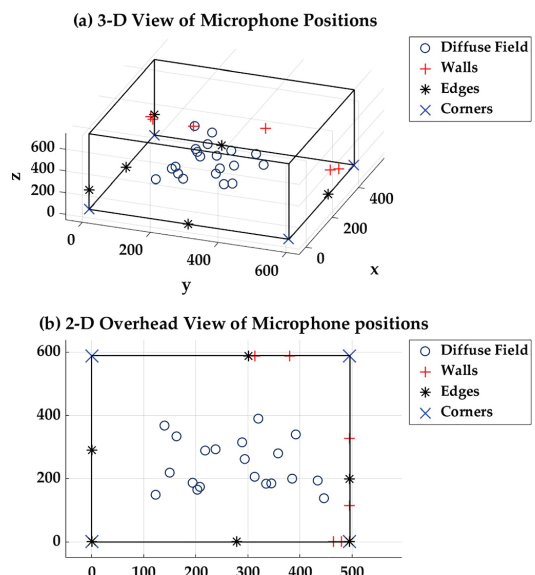 (a) 3-D View of Microphone Positions
Diffuse Field
Walls
Edges
Corners
600
400
200
0
z
0
200
400
600
y
0
200
400
x
(b) 2-D Overhead View of Microphone positions
Diffuse Field
Walls
Edges
Corners
600
400
200
0
0 100 200 300 400 500